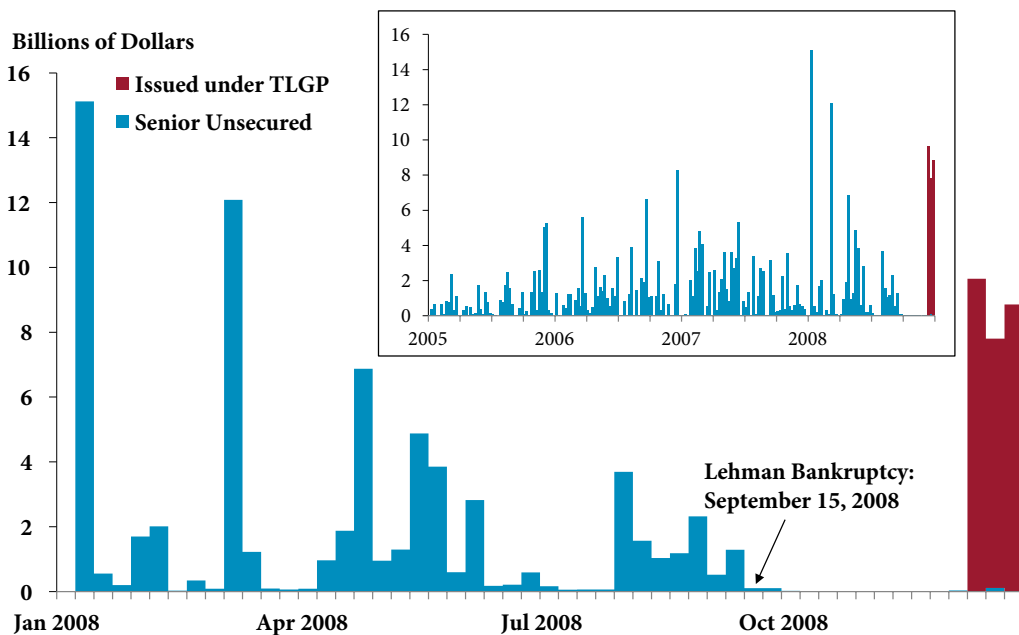 Billions of Dollars
16
14
12
10
8
6
4
2
0
Issued under TLGP
Senior Unsecured
16
14
12
10
8
6
4
2
0
2005 2006 2007 2008
Lehman Bankruptcy:
September 15, 2008
Jan 2008 Apr 2008 Jul 2008 Oct 2008